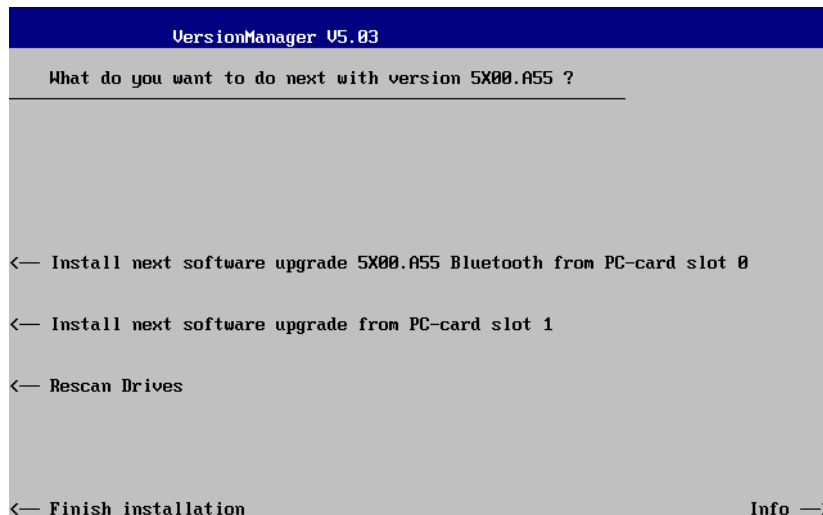 VersionManager V5.03
What do you want to do next with version 5X00.A55 ?
<— Install next software upgrade 5X00.A55 Bluetooth from PC-card slot 0
<— Install next software upgrade from PC-card slot 1
<— Rescan Drives
<— Finish installation Info —>